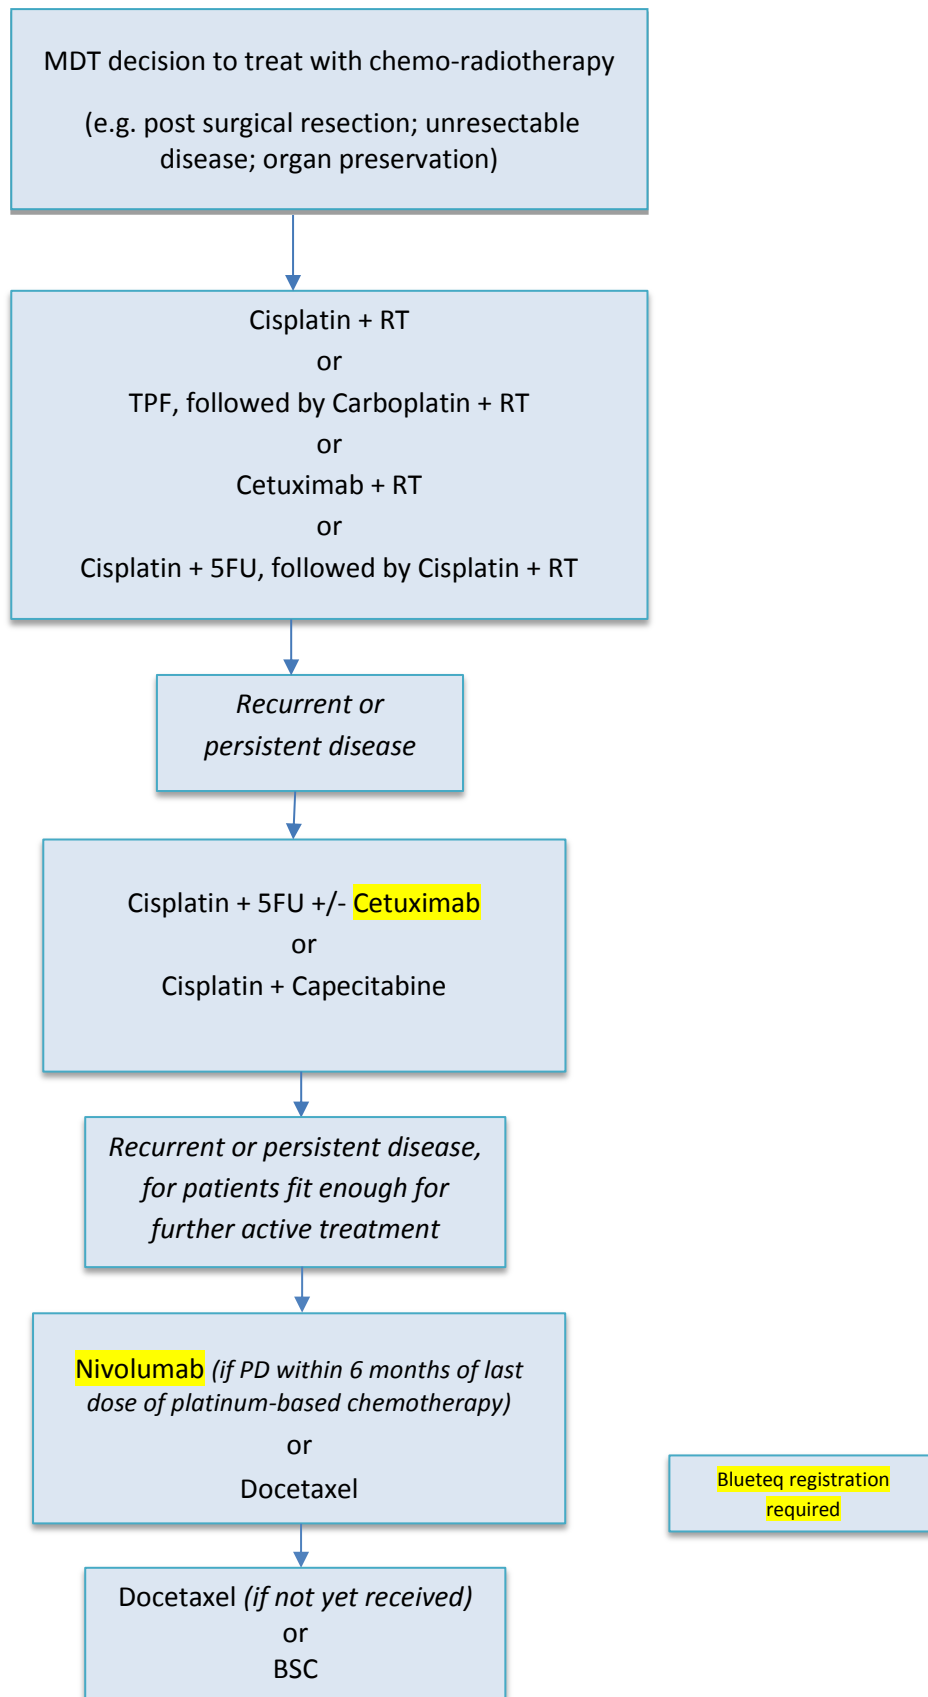 MDT decision to treat with chemo-radiotherapy
(e.g. post surgical resection; unresectable
disease; organ preservation)
Cisplatin + RT
or
TPF, followed by Carboplatin + RT
or
Cetuximab + RT
or
Cisplatin + 5FU, followed by Cisplatin + RT
Recurrent or
persistent disease
Cisplatin + 5FU +/- Cetuximab
or
Cisplatin + Capecitabine
Recurrent or persistent disease,
for patients fit enough for
further active treatment
Nivolumab (if PD within 6 months of last
dose of platinum-based chemotherapy)
or
Docetaxel
Blueteq registration
required
Docetaxel (if not yet received)
or
BSC